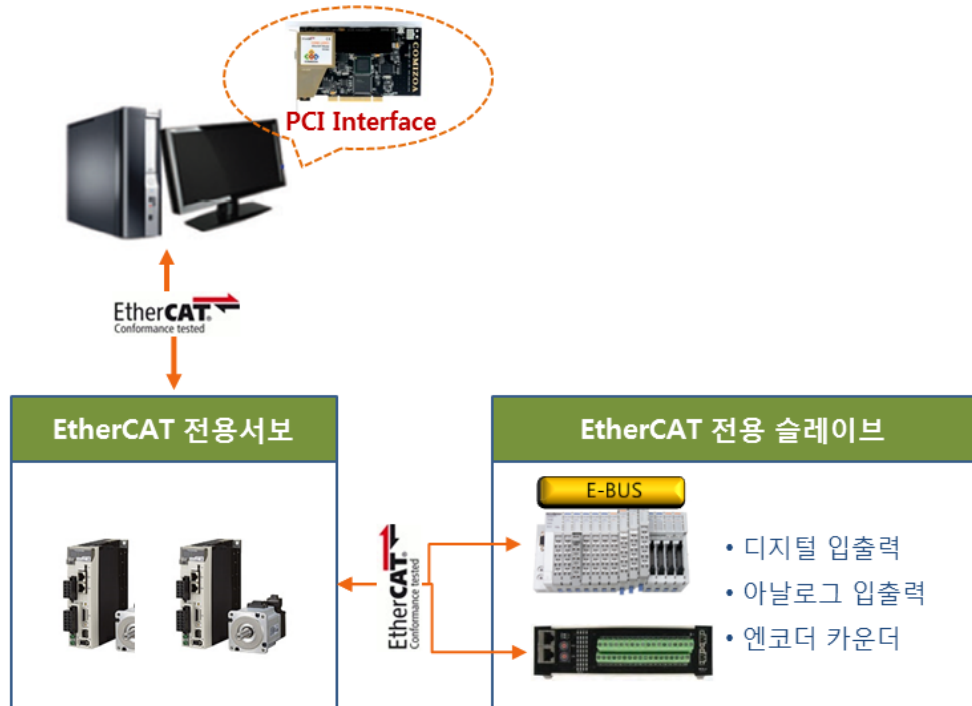 COMIZOA
PCI Interface
EtherCAT.
Conformance tested
EtherCAT 전용서보
EtherCAT 전용 슬레이브
E-BUS
EtherCAT.
Conformance tested
• 디지털 입출력
• 아날로그 입출력
• 엔코더 카운더